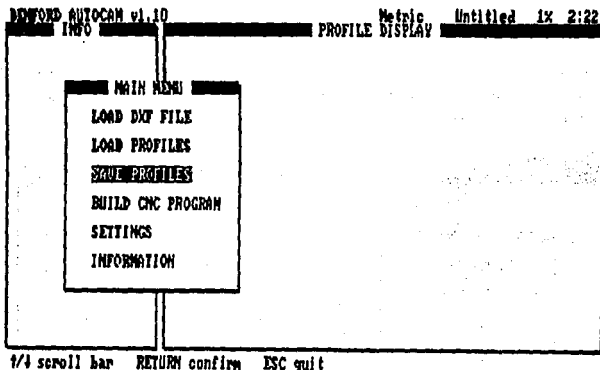 DENFORD AUTOCAM v1.10 Metric Untitled 2:22
INFO PROFILE DISPLAY
MAIN MENU
LOAD DXF FILE
LOAD PROFILES
SAVE PROFILES
BUILD CNC PROGRAM
SETTINGS
INFORMATION
↑/↓ scroll bar RETURN confirm ESC quit